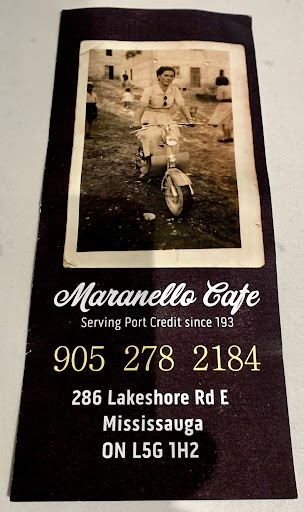 Maranello Cafe
Serving Port Credit since 193
905 278 2184
286 Lakeshore Rd E
Mississauga
ON L5G 1H2